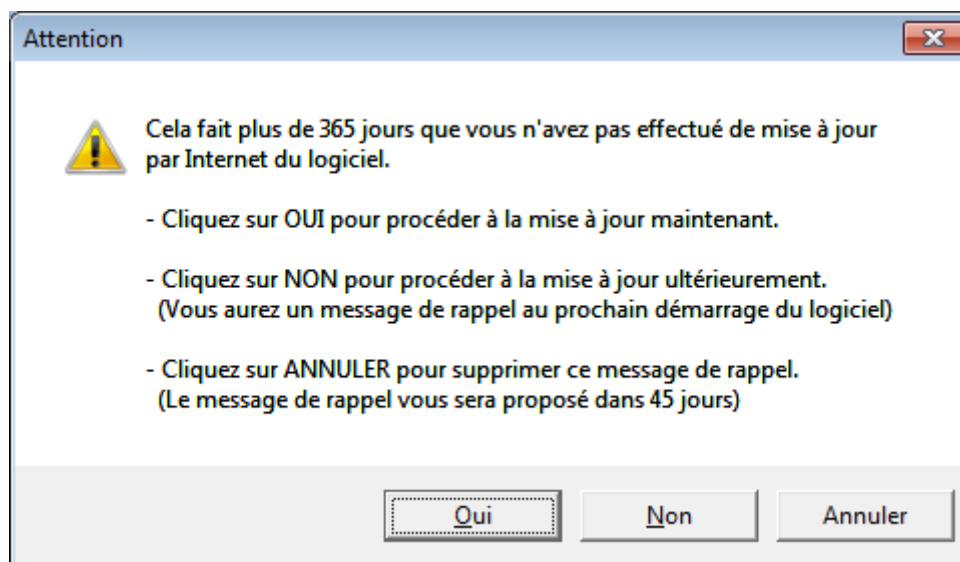 Attention
Cela fait plus de 365 jours que vous n'avez pas effectué de mise à jour
par Internet du logiciel.
- Cliquez sur OUI pour procéder à la mise à jour maintenant.
- Cliquez sur NON pour procéder à la mise à jour ultérieurement.
(Vous aurez un message de rappel au prochain démarrage du logiciel)
- Cliquez sur ANNULER pour supprimer ce message de rappel.
(Le message de rappel vous sera proposé dans 45 jours)
Oui Non Annuler